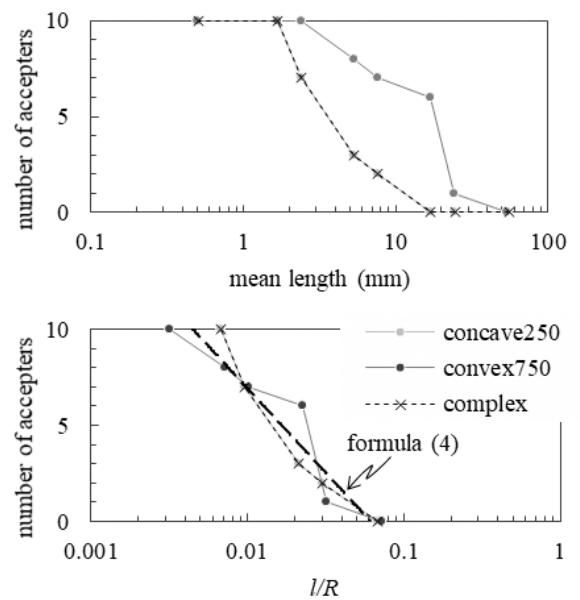 10
5
0
number of accepters
0.1 1 10 100
mean length (mm)
10
5
0
number of accepters
concave250
convex750
complex
formula (4)
0.001 0.01 0.1 1
l/R